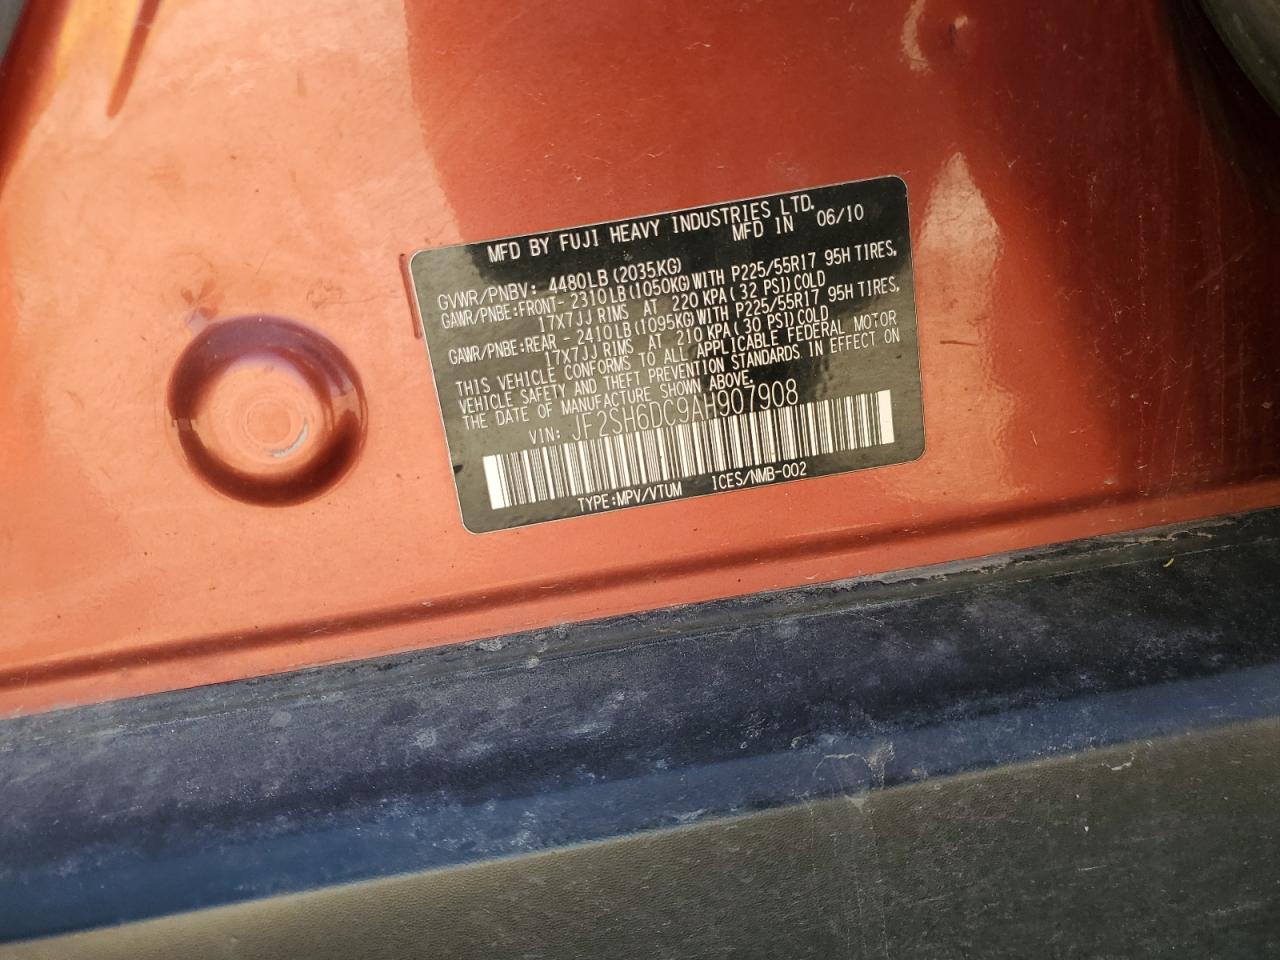 MFD BY FUJI HEAVY INDUSTRIES LTD.
MFD IN 06/10
GVWR/PNBV: 4480LB(2035KG)
GAWR/PNBE:FRONT- 2310LB(1050KG)WITH P225/55R17 95H TIRES,
17X7JJ RIMS AT 220 KPA(32 PSI)COLD
GAWR/PNBE:REAR - 2410LB(1095KG)WITH P225/55R17 95H TIRES,
17X7JJ RIMS AT 210 KPA(30 PSI)COLD
THIS VEHICLE CONFORMS TO ALL APPLICABLE FEDERAL MOTOR
VEHICLE SAFETY AND THEFT PREVENTION STANDARDS IN EFFECT ON
THE DATE OF MANUFACTURE SHOWN ABOVE.
VIN: JF2SH6DC9AH907908
TYPE:MPV/VTUM ICES/NMB-002